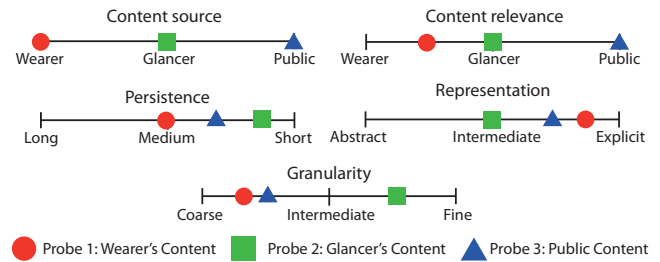 Content source
Wearer Glancer Public
Content relevance
Wearer Glancer Public
Persistence
Long Medium Short
Representation
Abstract Intermediate Explicit
Granularity
Coarse Intermediate Fine
Probe 1: Wearer's Content Probe 2: Glancer's Content Probe 3: Public Content